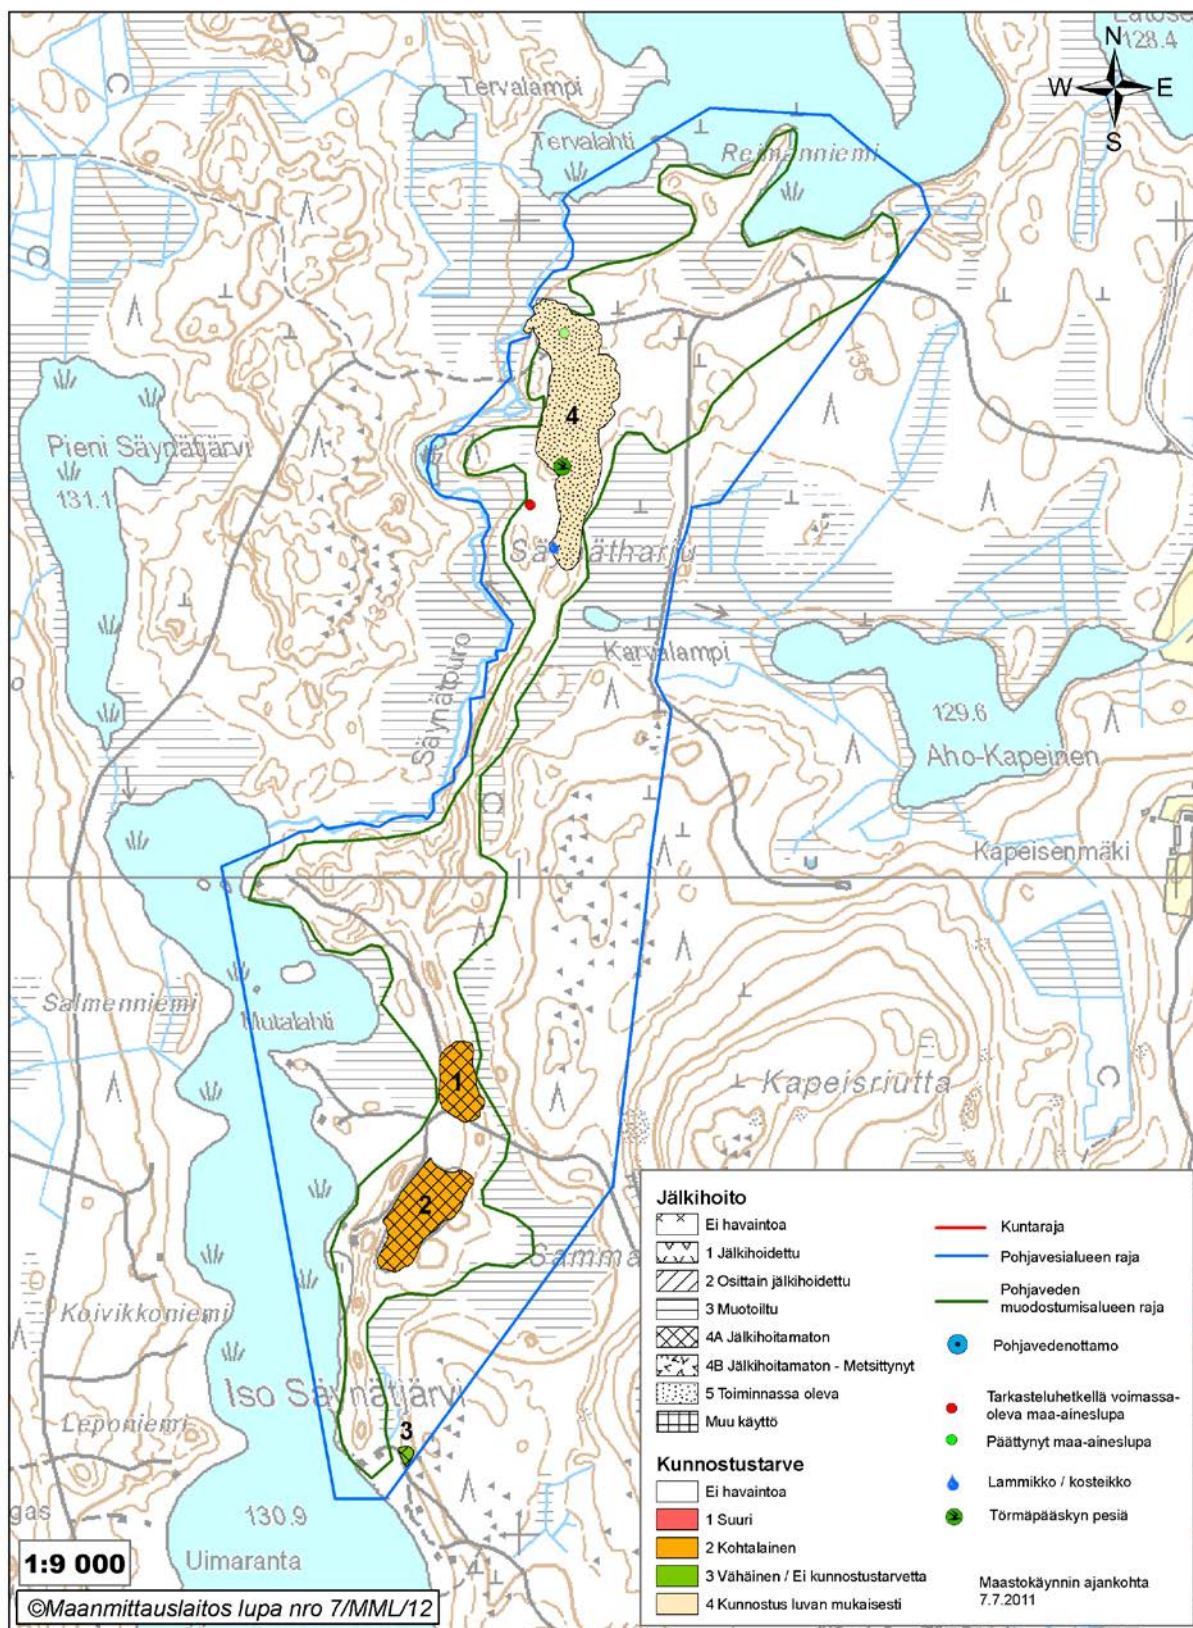 Latose
128.4
N
W E
S
Tervalampi
Tervalahti
Reimanniemi
135
4
Pieni Säynätjärvi
131.1
Säynätharju
135
Karvalampi
Säynätpuro
129.6
Aho-Kapeinen
Kapeisenmäki
Salmenniemi
Mutalahti
1
Kapeisriutta
2
Samma
Koivikkoniemi
Iso Säynätjärvi
Leponiemi
3
gas
130.9
Uimaranta
1:9 000
©Maanmittauslaitos lupa nro 7/MML/12
Jälkihoito
Ei havaintoa
1 Jälkihoidettu
2 Osittain jälkihoidettu
3 Muotoiltu
4A Jälkihoitamaton
4B Jälkihoitamaton - Metsittynyt
5 Toiminnassa oleva
Muu käyttö
Kunnostustarve
Ei havaintoa
1 Suuri
2 Kohtalainen
3 Vähäinen / Ei kunnostustarvetta
4 Kunnostus luvan mukaisesti
Kuntaraja
Pohjavesialueen raja
Pohjaveden
muodostumisalueen raja
Pohjavedenottamo
Tarkasteluhetkellä voimassa-
oleva maa-aineslupa
Päättynyt maa-aineslupa
Lammikko / kosteikko
Törmäpääskyn pesiä
Maastokäynnin ajankohta
7.7.2011